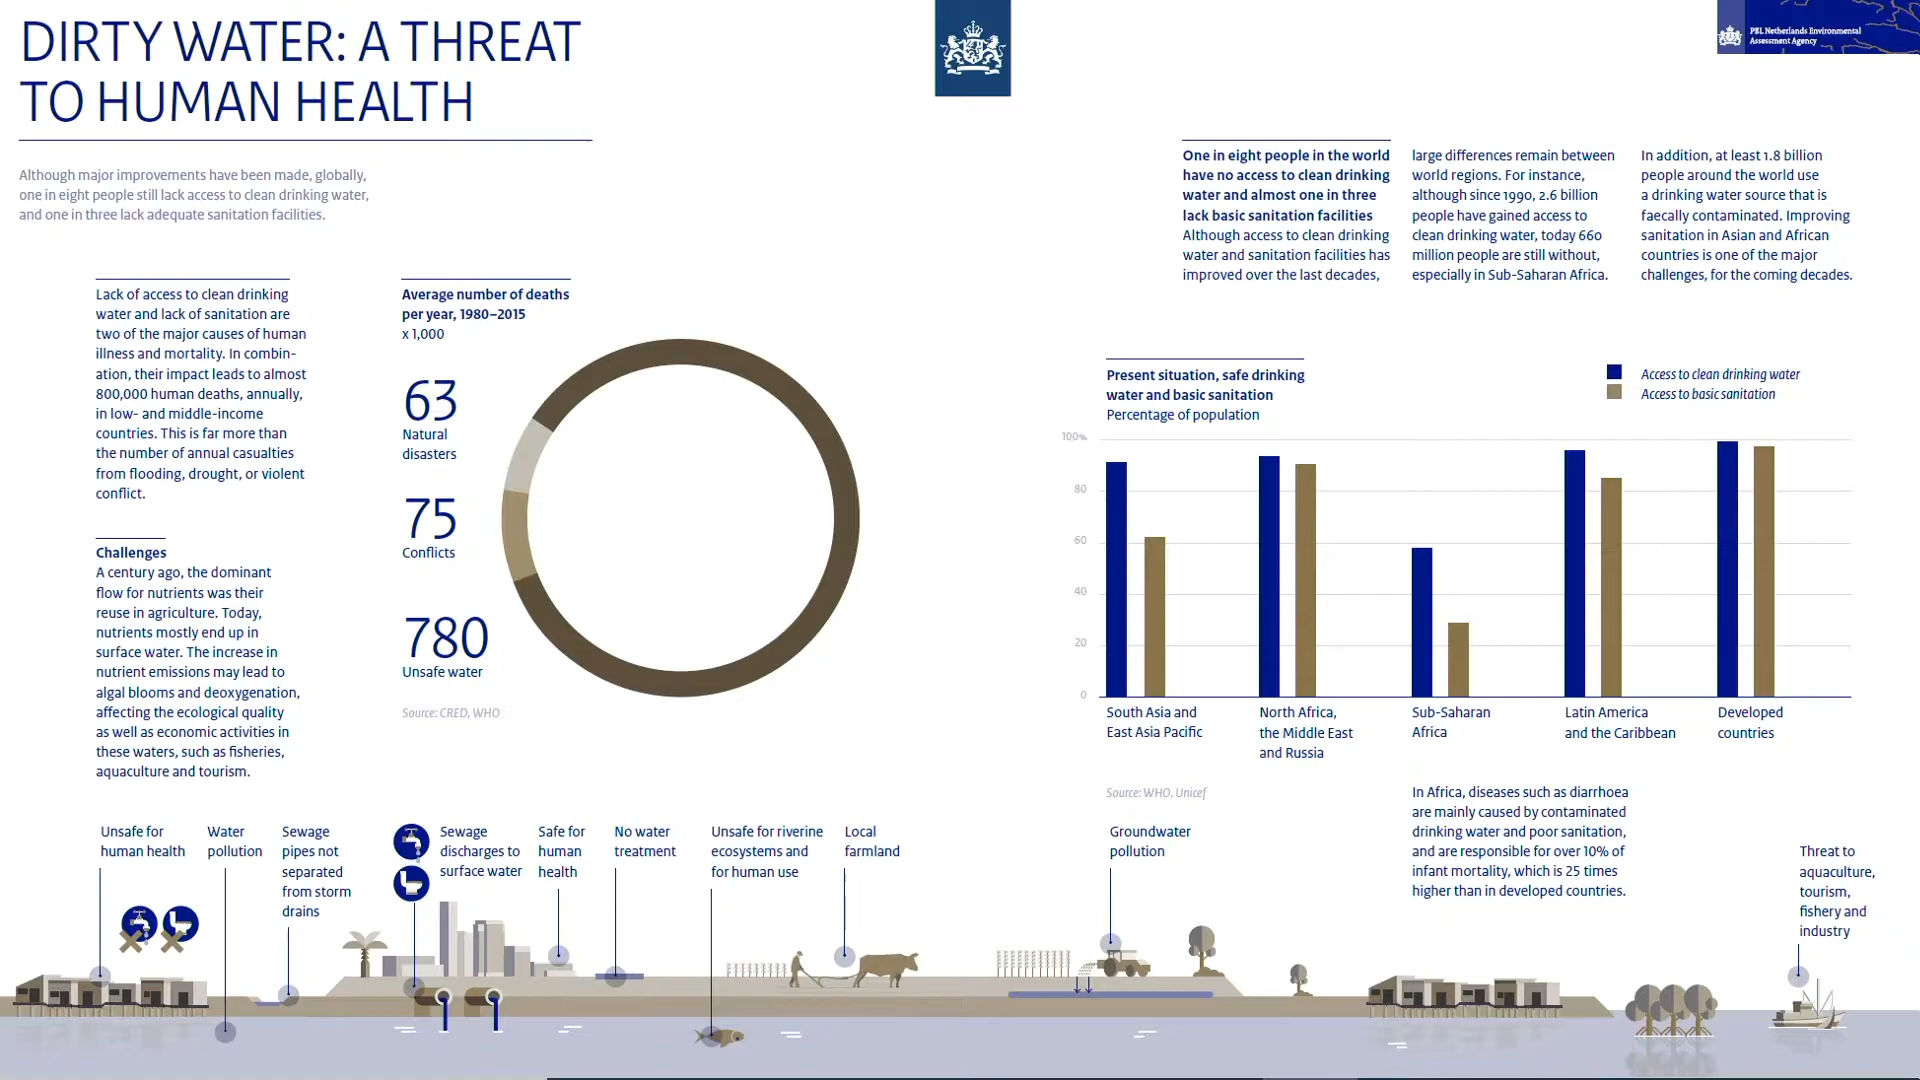 DIRTY WATER: A THREAT
TO HUMAN HEALTH
PBL Netherlands Environmental
Assessment Agency
Although major improvements have been made, globally,
one in eight people still lack access to clean drinking water,
and one in three lack adequate sanitation facilities.
Lack of access to clean drinking
water and lack of sanitation are
two of the major causes of human
illness and mortality. In combin-
ation, their impact leads to almost
800,000 human deaths, annually,
in low- and middle-income
countries. This is far more than
the number of annual casualties
from flooding, drought, or violent
conflict.
Challenges
A century ago, the dominant
flow for nutrients was their
reuse in agriculture. Today,
nutrients mostly end up in
surface water. The increase in
nutrient emissions may lead to
algal blooms and deoxygenation,
affecting the ecological quality
as well as economic activities in
these waters, such as fisheries,
aquaculture and tourism.
Average number of deaths
per year, 1980–2015
x 1,000
63
Natural
disasters
75
Conflicts
780
Unsafe water
Source: CRED, WHO
One in eight people in the world
have no access to clean drinking
water and almost one in three
lack basic sanitation facilities
Although access to clean drinking
water and sanitation facilities has
improved over the last decades,
large differences remain between
world regions. For instance,
although since 1990, 2.6 billion
people have gained access to
clean drinking water, today 660
million people are still without,
especially in Sub-Saharan Africa.
In addition, at least 1.8 billion
people around the world use
a drinking water source that is
faecally contaminated. Improving
sanitation in Asian and African
countries is one of the major
challenges, for the coming decades.
Present situation, safe drinking
water and basic sanitation
Percentage of population
Access to clean drinking water
Access to basic sanitation
100%
80
60
40
20
0
South Asia and
East Asia Pacific
North Africa,
the Middle East
and Russia
Sub-Saharan
Africa
Latin America
and the Caribbean
Developed
countries
Source: WHO, Unicef
In Africa, diseases such as diarrhoea
are mainly caused by contaminated
drinking water and poor sanitation,
and are responsible for over 10% of
infant mortality, which is 25 times
higher than in developed countries.
Unsafe for
human health
Water
pollution
Sewage
pipes not
separated
from storm
drains
Sewage
discharges to
surface water
Safe for
human
health
No water
treatment
Unsafe for riverine
ecosystems and
for human use
Local
farmland
Groundwater
pollution
Threat to
aquaculture,
tourism,
fishery and
industry